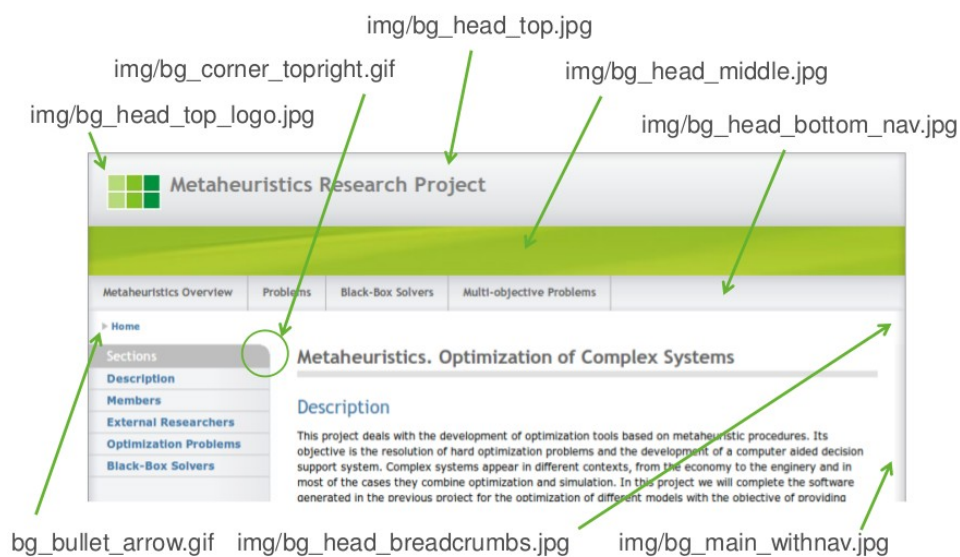 img/bg_head_top.jpg
img/bg_corner_topright.gif
img/bg_head_middle.jpg
img/bg_head_top_logo.jpg
img/bg_head_bottom_nav.jpg
Metaheuristics Research Project
Metaheuristics Overview
Problems
Black-Box Solvers
Multi-objective Problems
Home
Sections
Description
Members
External Researchers
Optimization Problems
Black-Box Solvers
Metaheuristics. Optimization of Complex Systems
Description
This project deals with the development of optimization tools based on metaheuristic procedures. Its
objective is the resolution of hard optimization problems and the development of a computer aided decision
support system. Complex systems appear in different contexts, from the economy to the enginery and in
most of the cases they combine optimization and simulation. In this project we will complete the software
generated in the previous project for the optimization of different models with the objective of providing
bg_bullet_arrow.gif
img/bg_head_breadcrumbs.jpg
img/bg_main_withnav.jpg